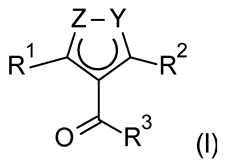 Z–Y
R¹ R²
O R³ (I)